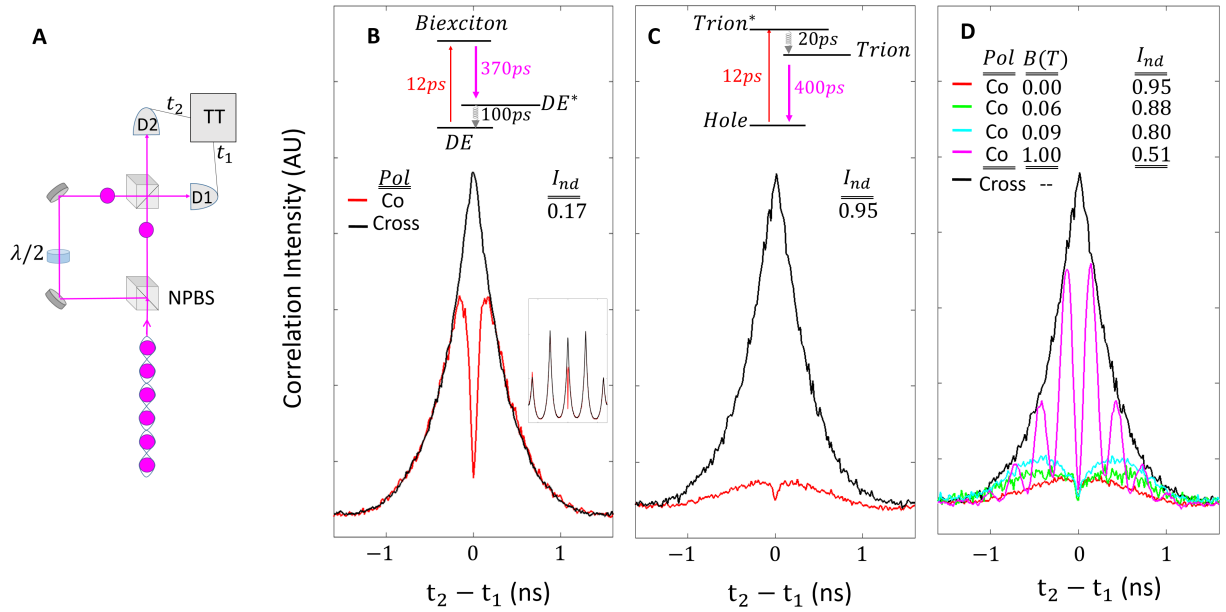 A
t₂
D2
TT
t₁
D1
λ/2
NPBS
Correlation Intensity (AU)
B
Biexciton
370ps
12ps
DE*
100ps
DE
Pol
Co
Cross
I_nd
0.17
−1 0 1
t₂ − t₁ (ns)
C
Trion*
20ps
Trion
12ps
400ps
Hole
I_nd
0.95
−1 0 1
t₂ − t₁ (ns)
D
Pol B(T) I_nd
Co 0.00 0.95
Co 0.06 0.88
Co 0.09 0.80
Co 1.00 0.51
Cross --
−1 0 1
t₂ − t₁ (ns)